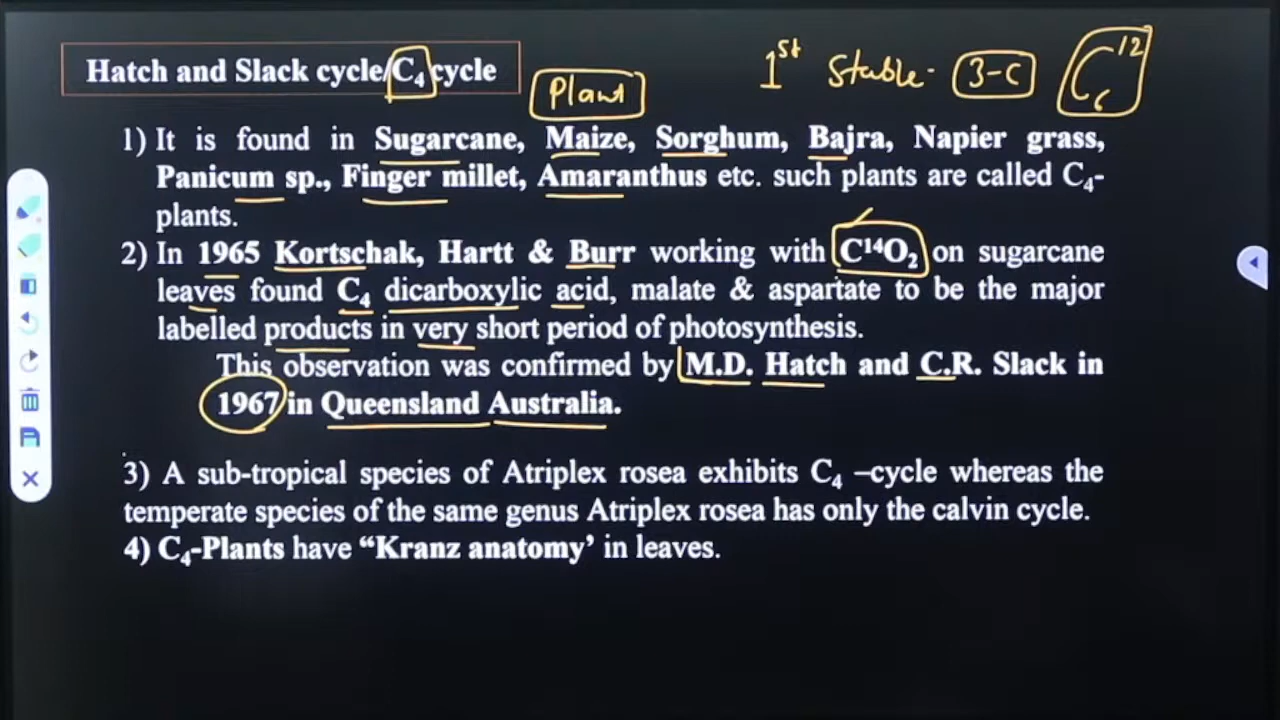 Hatch and Slack cycle/C₄ cycle
Plant
1st Stable - 3-C C₆¹²
1) It is found in Sugarcane, Maize, Sorghum, Bajra, Napier grass,
Panicum sp., Finger millet, Amaranthus etc. such plants are called C₄-
plants.
2) In 1965 Kortschak, Hartt & Burr working with C¹⁴O₂ on sugarcane
leaves found C₄ dicarboxylic acid, malate & aspartate to be the major
labelled products in very short period of photosynthesis.
This observation was confirmed by M.D. Hatch and C.R. Slack in
1967 in Queensland Australia.
3) A sub-tropical species of Atriplex rosea exhibits C₄ –cycle whereas the
temperate species of the same genus Atriplex rosea has only the calvin cycle.
4) C₄-Plants have “Kranz anatomy’ in leaves.